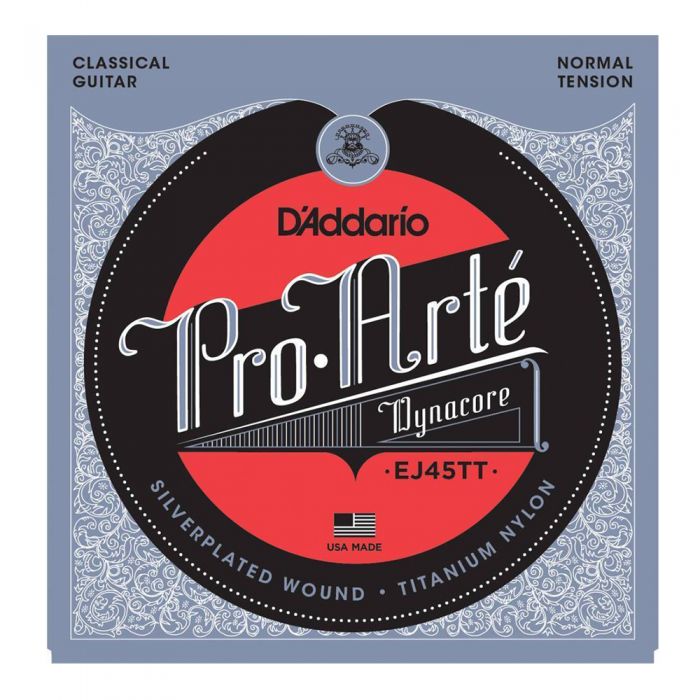 CLASSICAL
GUITAR
NORMAL
TENSION
D'Addario
Pro·Arté
Dynacore
·EJ45TT·
USA MADE
SILVERPLATED WOUND · TITANIUM NYLON